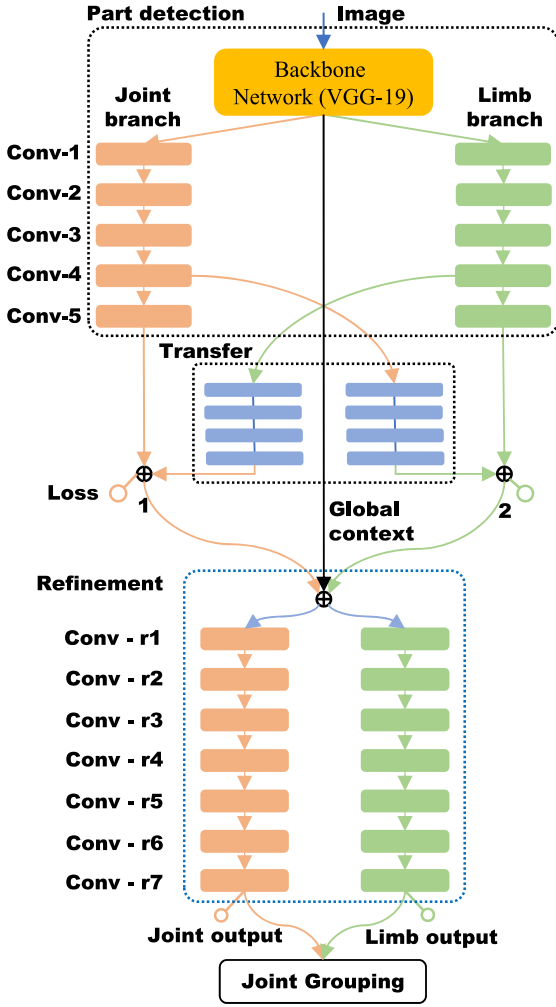 Part detection
Image
Backbone
Network (VGG-19)
Joint
branch
Limb
branch
Conv-1
Conv-2
Conv-3
Conv-4
Conv-5
Transfer
Loss
1
2
Global
context
Refinement
Conv - r1
Conv - r2
Conv - r3
Conv - r4
Conv - r5
Conv - r6
Conv - r7
Joint output
Limb output
Joint Grouping